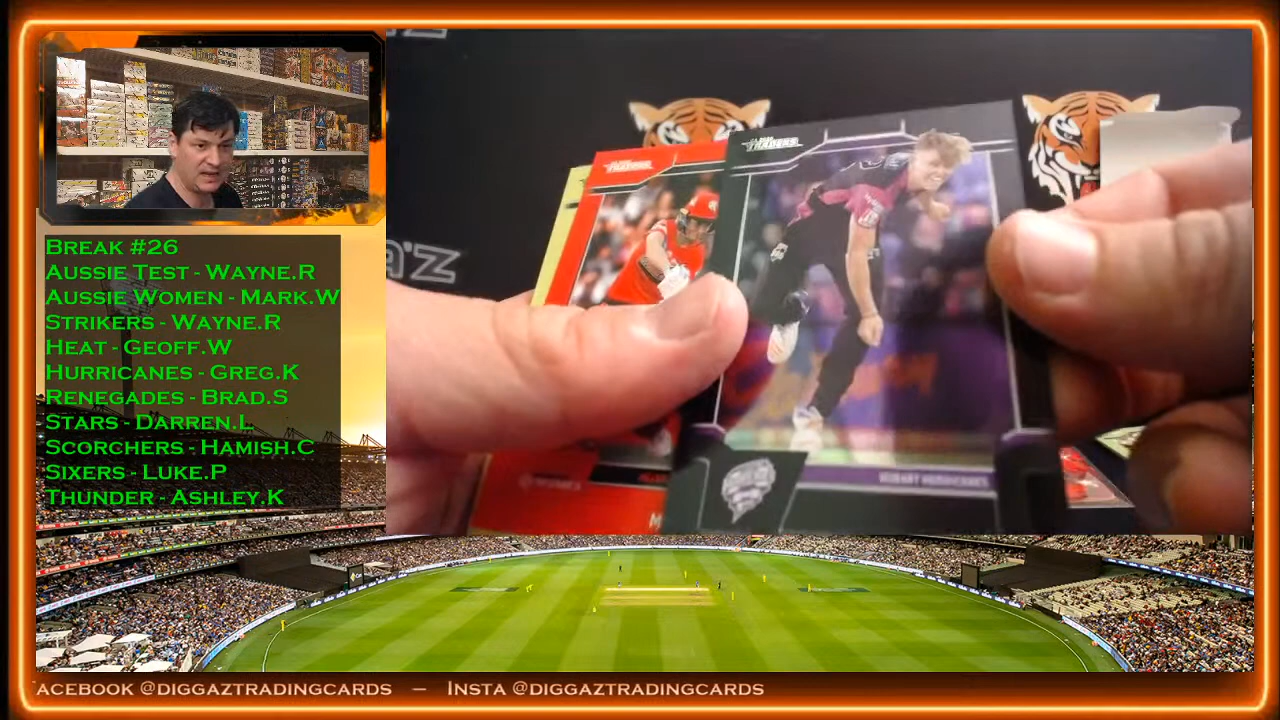 Break #26
Aussie Test - Wayne.R
Aussie Women - Mark.W
Strikers - Wayne.R
Heat - Geoff.W
Hurricanes - Greg.K
Renegades - Brad.S
Stars - Darren.L
Scorchers - Hamish.C
Sixers - Luke.P
Thunder - Ashley.K
TRADERS
TRADERS
HOBART HURRICANES
acebook @diggaztradingcards — Insta @diggaztradingcards